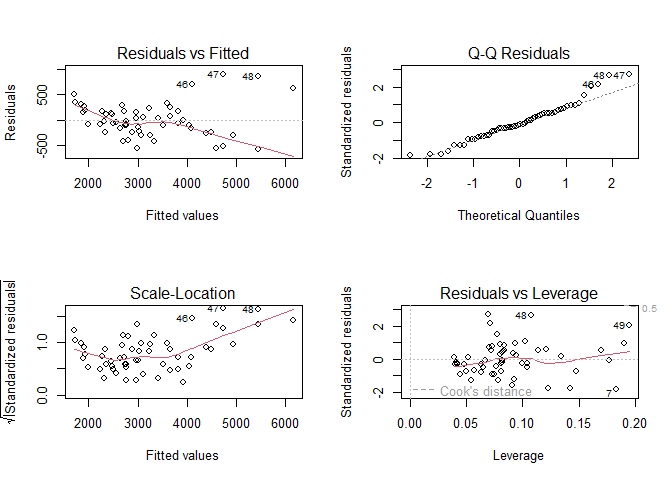 Residuals vs Fitted
Residuals
-500
500
46
47
48
2000 3000 4000 5000 6000
Fitted values
Q-Q Residuals
Standardized residuals
-2
0
2
46
48
47
-2 -1 0 1 2
Theoretical Quantiles
Scale-Location
√|Standardized residuals|
0.0
1.0
46
47
48
2000 3000 4000 5000 6000
Fitted values
Residuals vs Leverage
Standardized residuals
-2
0
2
48
49
7
0.5
Cook's distance
0.00 0.05 0.10 0.15 0.20
Leverage